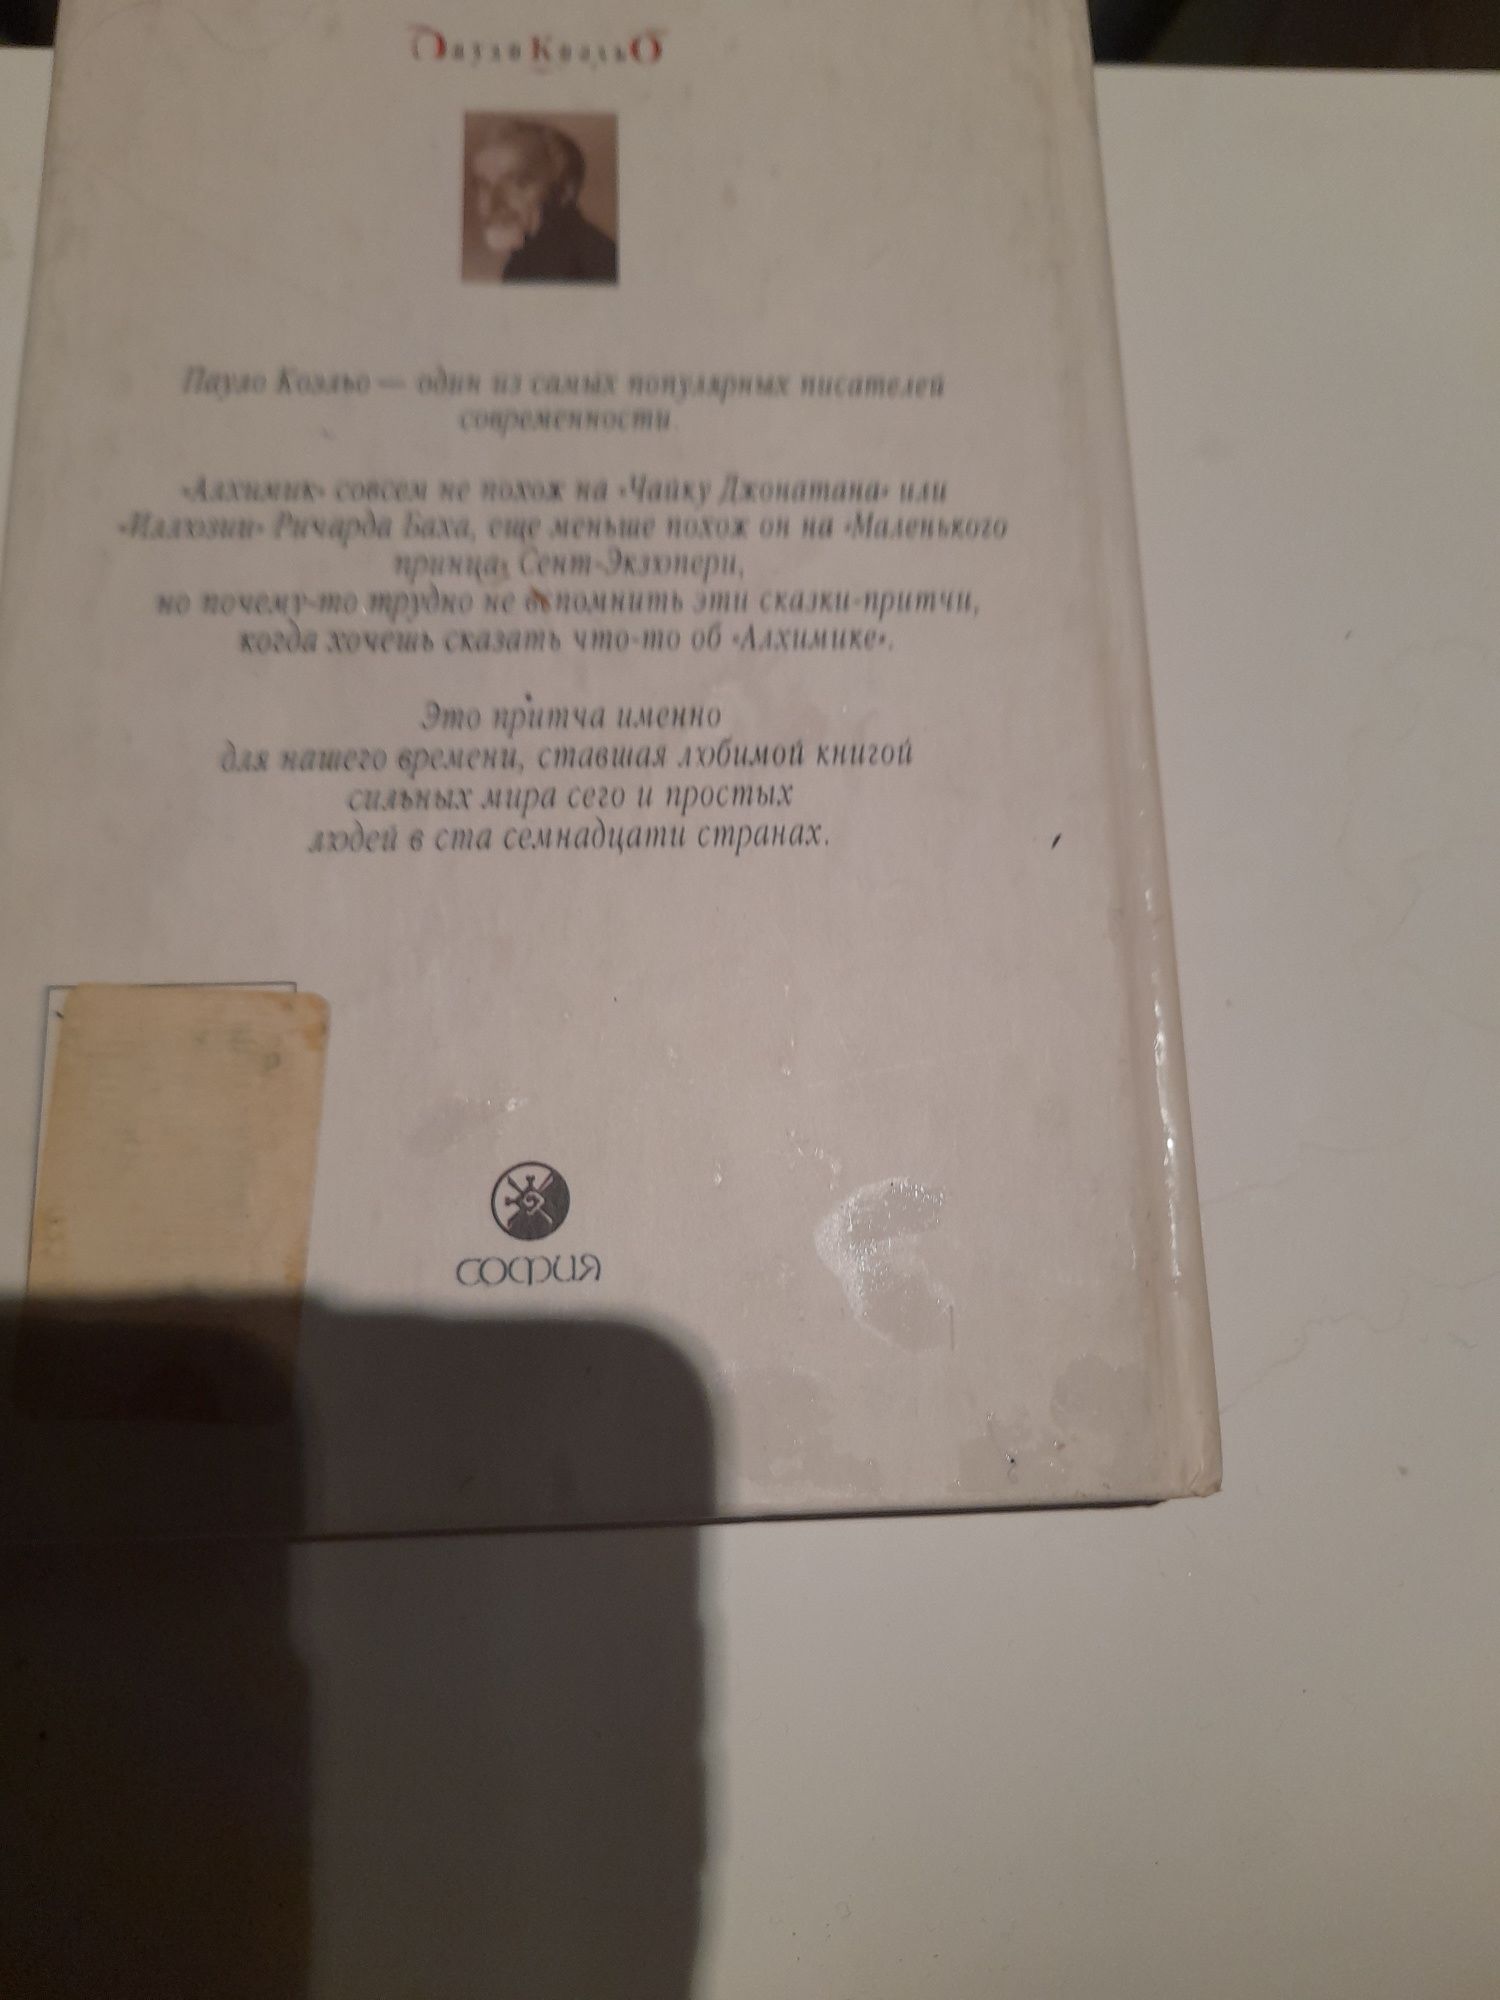 Пауло Коэльо
Пауло Коэльо — один из самых популярных писателей
современности.
«Алхимик» совсем не похож на «Чайку Джонатана» или
«Иллюзии» Ричарда Баха, еще меньше похож он на «Маленького
принца» Сент-Экзюпери,
но почему-то трудно не вспомнить эти сказки-притчи,
когда хочешь сказать что-то об «Алхимике».
Это притча именно
для нашего времени, ставшая любимой книгой
сильных мира сего и простых
людей в ста семнадцати странах.
СОФИЯ